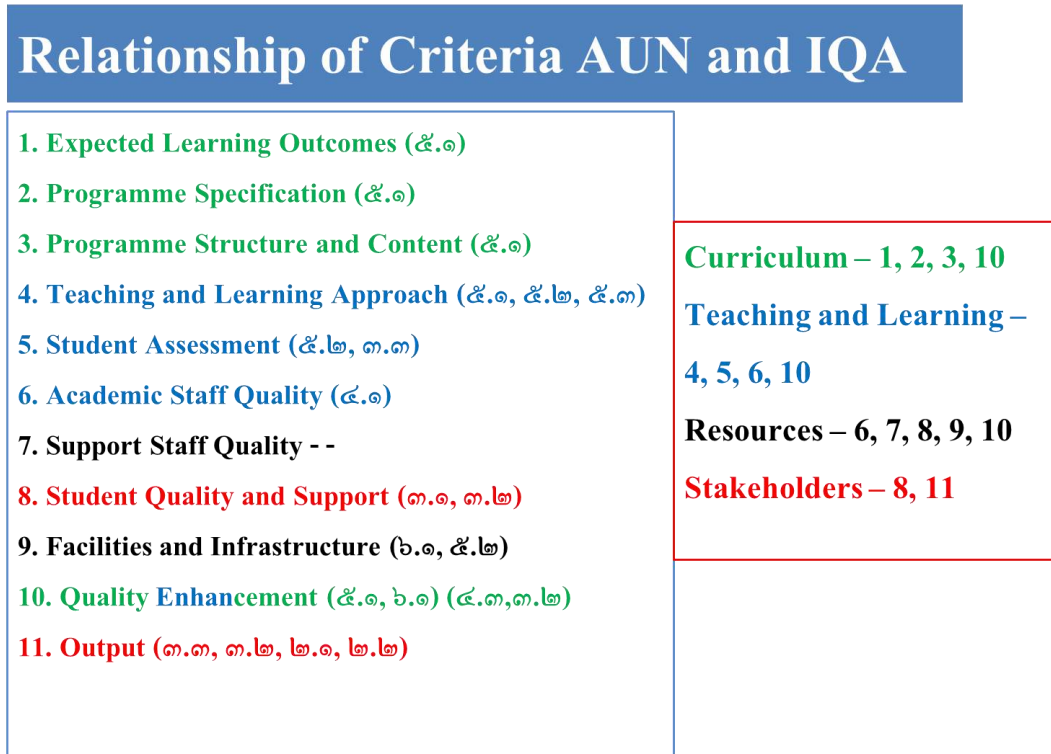 Relationship of Criteria AUN and IQA
1. Expected Learning Outcomes (๕.๑)
2. Programme Specification (๕.๑)
3. Programme Structure and Content (๕.๑)
4. Teaching and Learning Approach (๕.๑, ๕.๒, ๕.๓)
5. Student Assessment (๕.๒, ๓.๓)
6. Academic Staff Quality (๔.๑)
7. Support Staff Quality - -
8. Student Quality and Support (๓.๑, ๓.๒)
9. Facilities and Infrastructure (๖.๑, ๕.๒)
10. Quality Enhancement (๕.๑, ๖.๑) (๔.๓,๓.๒)
11. Output (๓.๓, ๓.๒, ๒.๑, ๒.๒)
Curriculum – 1, 2, 3, 10
Teaching and Learning –
4, 5, 6, 10
Resources – 6, 7, 8, 9, 10
Stakeholders – 8, 11